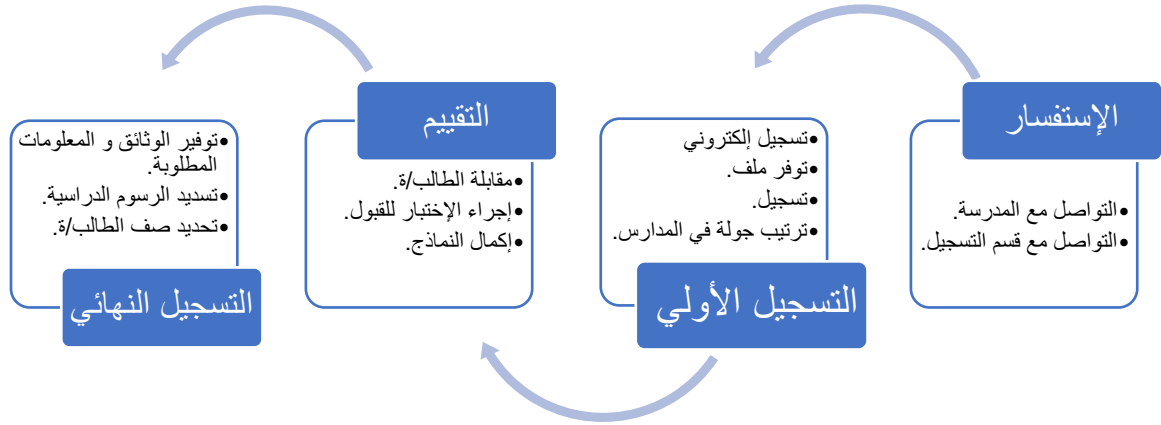 الإستفسار
•التواصل مع المدرسة.
•التواصل مع قسم التسجيل.
•تسجيل إلكتروني
•توفر ملف.
•تسجيل.
•ترتيب جولة في المدارس.
التسجيل الأولي
التقييم
•مقابلة الطالب/ة.
•إجراء الإختبار للقبول.
•إكمال النماذج.
•توفير الوثائق و المعلومات
المطلوبة.
•تسديد الرسوم الدراسية.
•تحديد صف الطالب/ة.
التسجيل النهائي